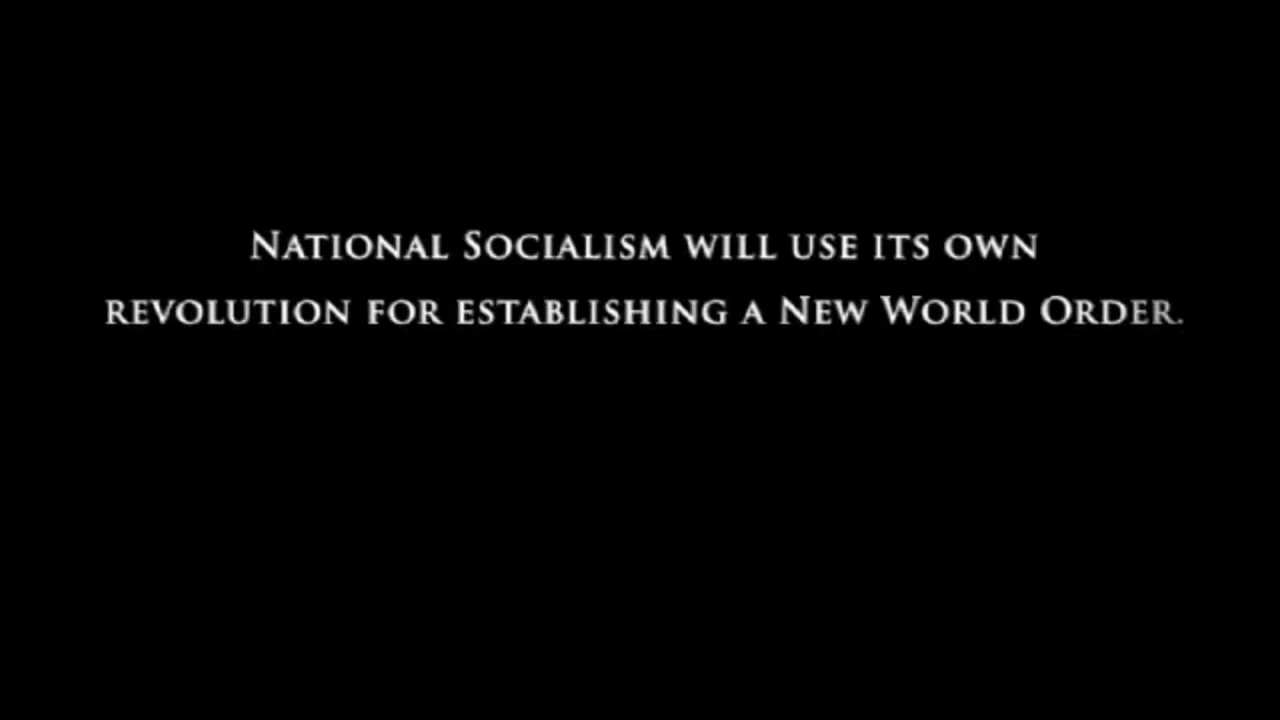 National Socialism will use its own
revolution for establishing a New World Order.